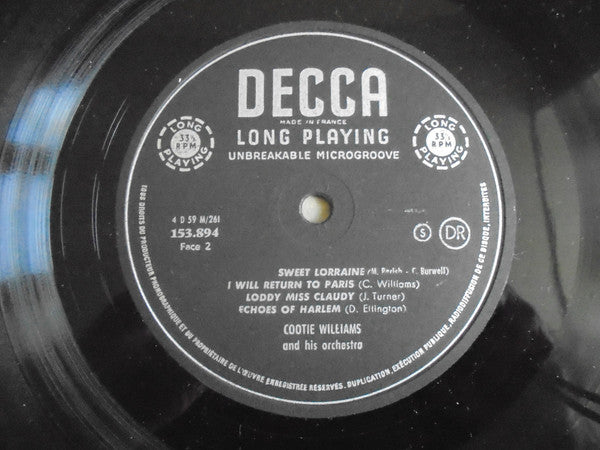 DECCA
MADE IN FRANCE
LONG PLAYING
UNBREAKABLE MICROGROOVE
LONG
33⅓
RPM
PLAYING
LONG
33⅓
RPM
PLAYING
4 D 59 M/261
153.894
Face 2
S
DR
SWEET LORRAINE (M. Parish - C. Burwell)
I WILL RETURN TO PARIS (C. Williams)
LODDY MISS CLAUDY (J. Turner)
ECHOES OF HARLEM (D. Ellington)
COOTIE WILLIAMS
and his orchestra
TOUS DROITS DU PRODUCTEUR PHONOGRAPHIQUE ET DU PROPRIÉTAIRE DE L'ŒUVRE ENREGISTRÉE RÉSERVÉS. DUPLICATION, EXÉCUTION PUBLIQUE, RADIODIFFUSION DE CE DISQUE, INTERDITES